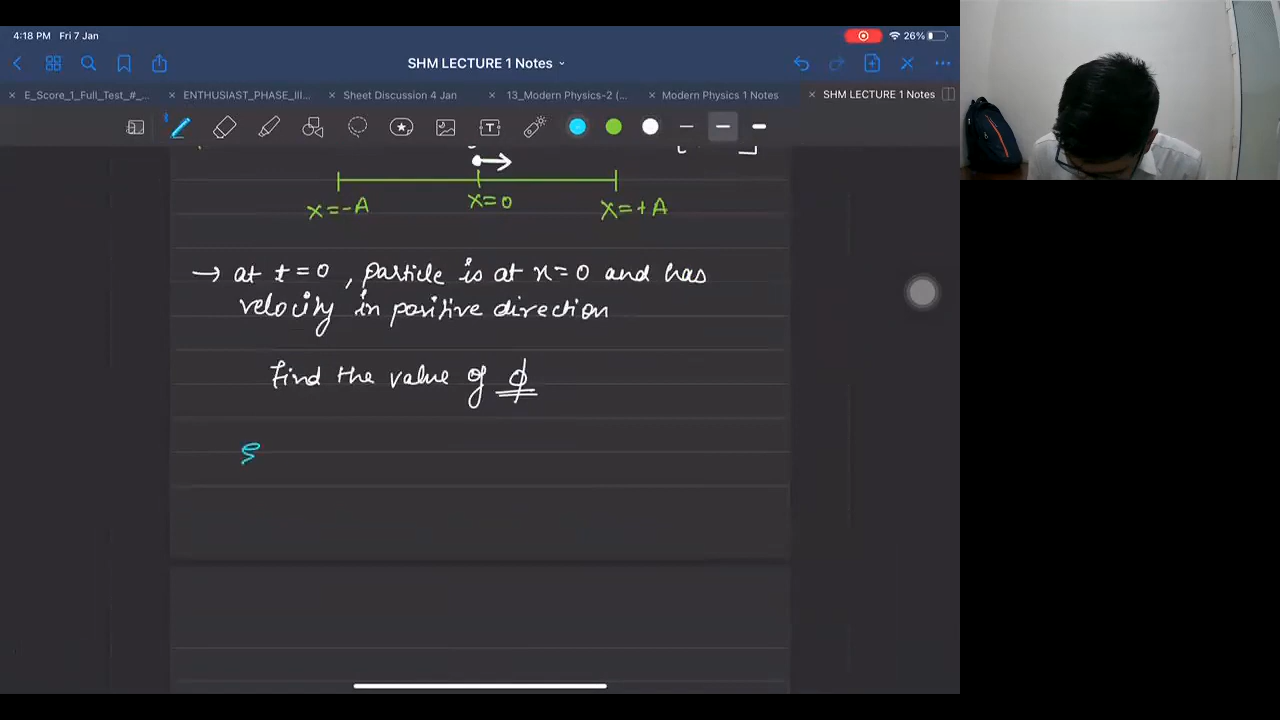 4:18 PM Fri 7 Jan
26%
SHM LECTURE 1 Notes
E_Score_1_Full_Test_#_...
ENTHUSIAST_PHASE_III...
Sheet Discussion 4 Jan
13_Modern Physics-2 (...
Modern Physics 1 Notes
SHM LECTURE 1 Notes
x=-A x=0 x=+A
→ at t=0, particle is at x=0 and has
velocity in positive direction
find the value of ϕ